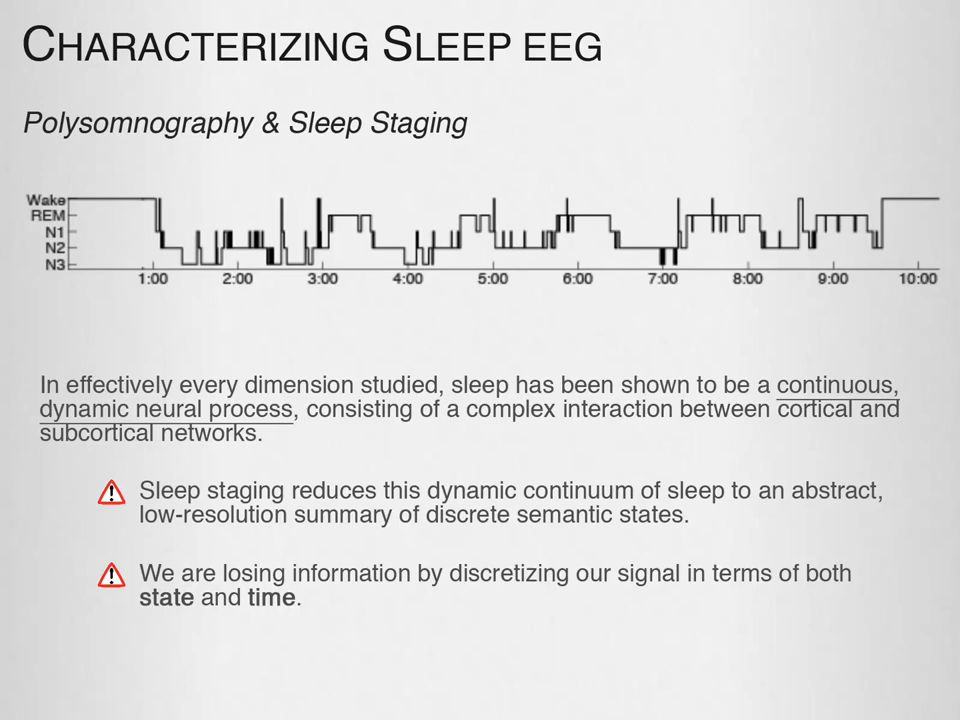 CHARACTERIZING SLEEP EEG
Polysomnography & Sleep Staging
Wake
REM
N1
N2
N3
1:00 2:00 3:00 4:00 5:00 6:00 7:00 8:00 9:00 10:00
In effectively every dimension studied, sleep has been shown to be a continuous,
dynamic neural process, consisting of a complex interaction between cortical and
subcortical networks.
Sleep staging reduces this dynamic continuum of sleep to an abstract,
low-resolution summary of discrete semantic states.
We are losing information by discretizing our signal in terms of both
state and time.